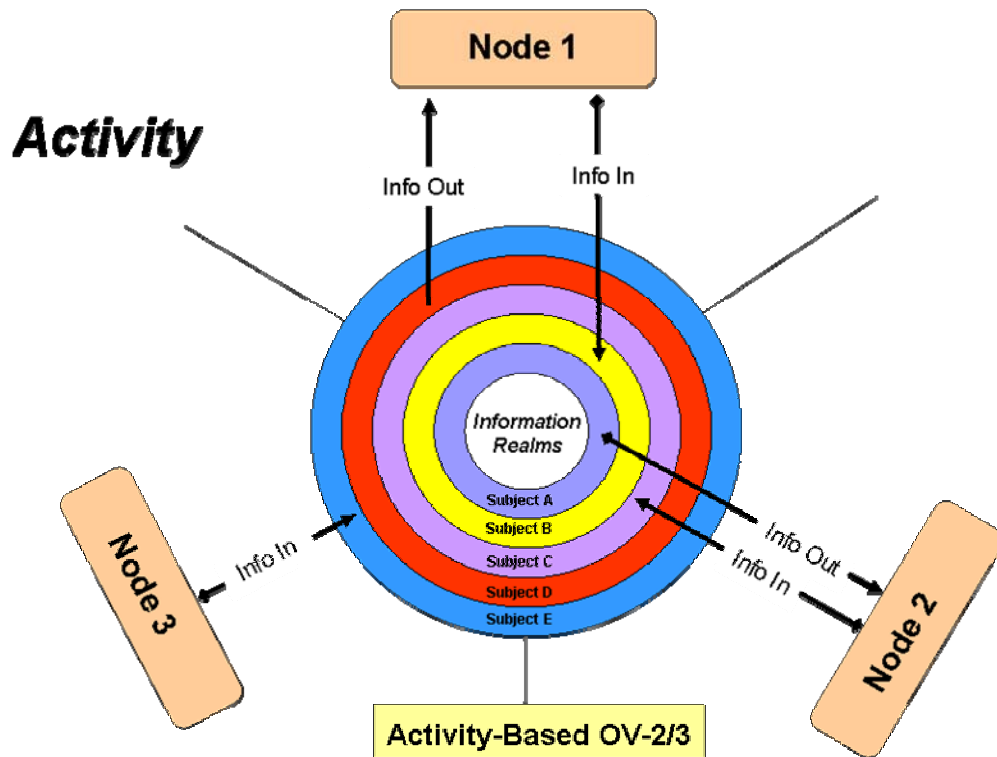 Node 1
Activity
Info Out
Info In
Information
Realms
Subject A
Subject B
Subject C
Subject D
Subject E
Info In
Node 3
Info Out
Info In
Node 2
Activity-Based OV-2/3